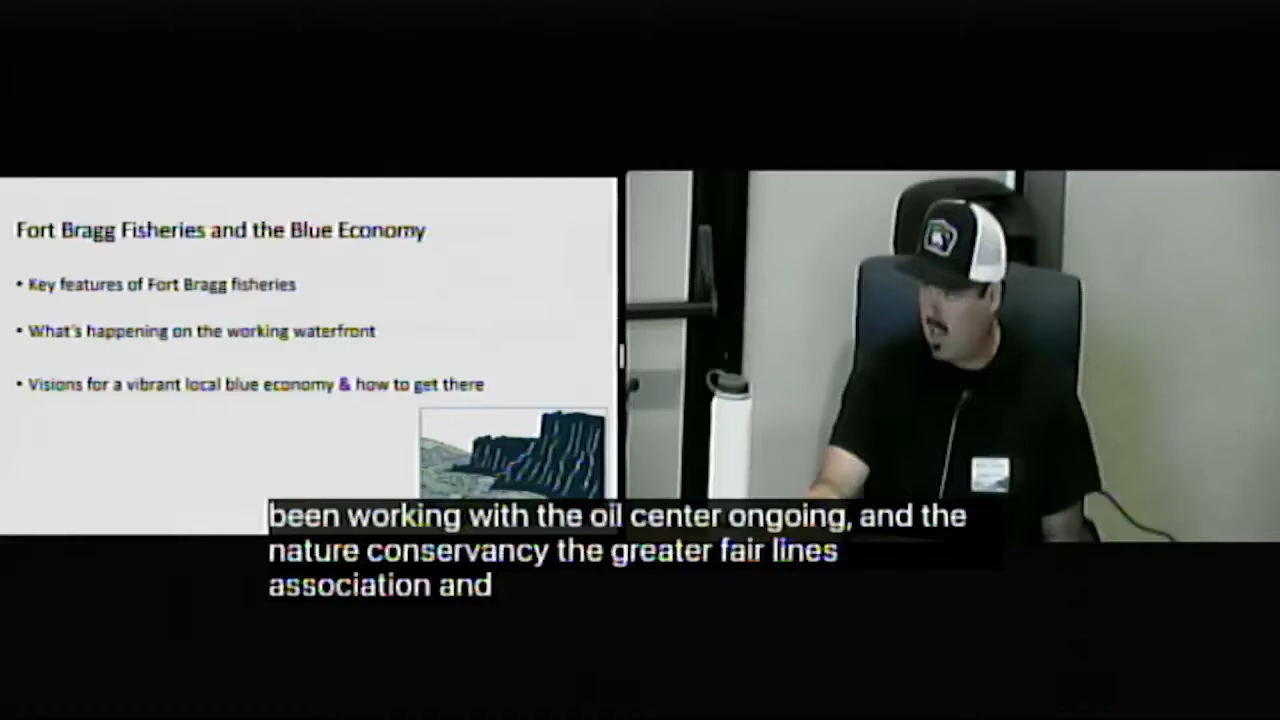 Fort Bragg Fisheries and the Blue Economy
• Key features of Fort Bragg fisheries
• What's happening on the working waterfront
• Visions for a vibrant local blue economy & how to get there
been working with the oil center ongoing, and the
nature conservancy the greater fair lines
association and